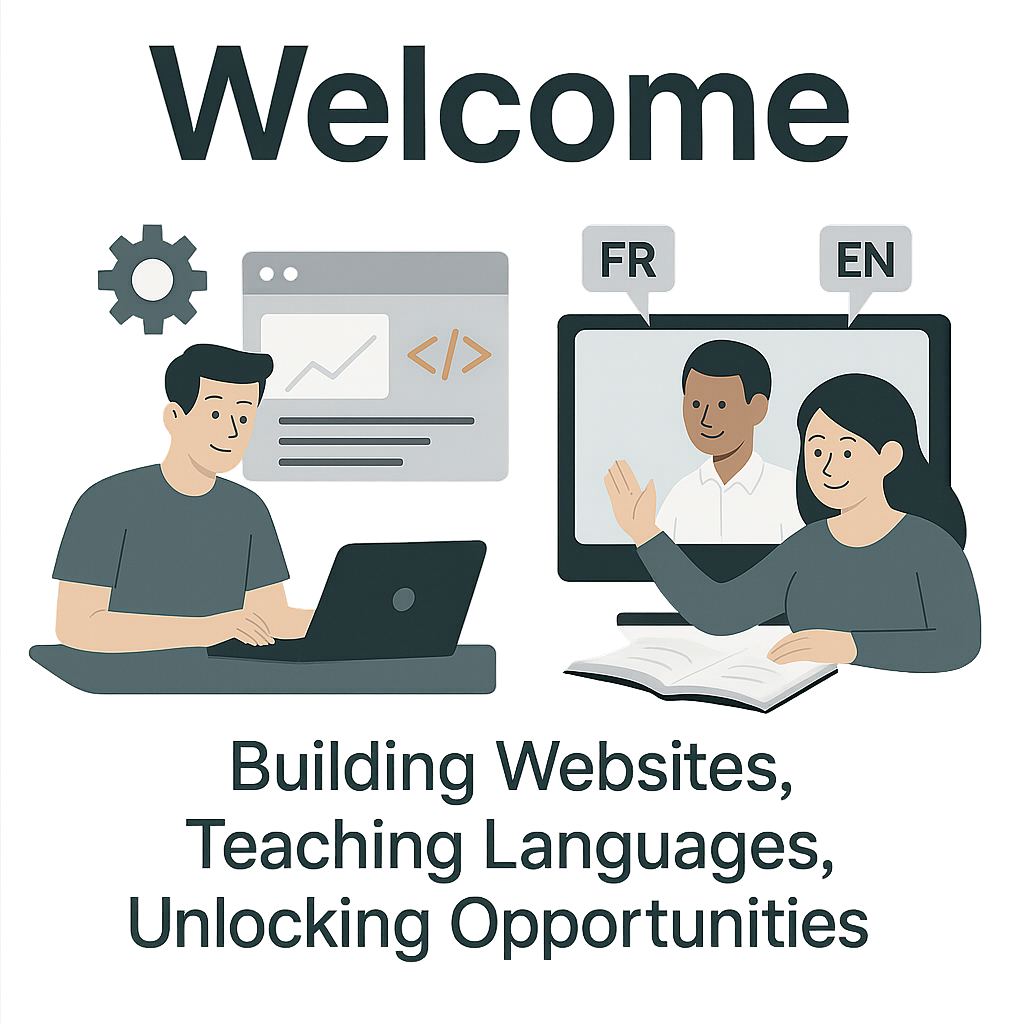 Welcome
FR
EN
</>
Building Websites,
Teaching Languages,
Unlocking Opportunities